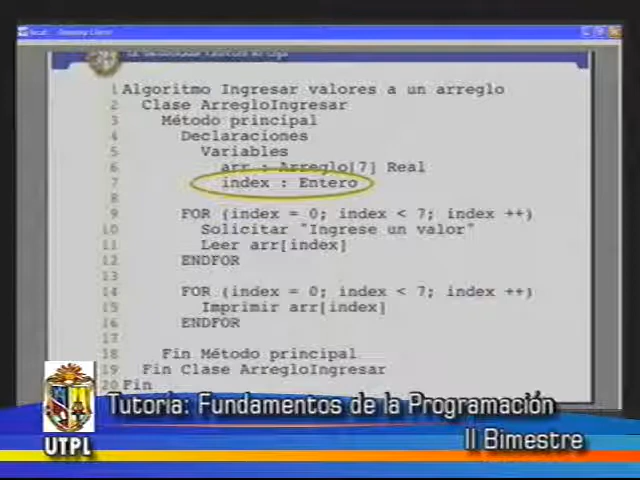 1 Algoritmo Ingresar valores a un arreglo
2 Clase ArregloIngresar
3 Método principal
4 Declaraciones
5 Variables
6 arr : Arreglo[7] Real
7 index : Entero
8
9 FOR (index = 0; index < 7; index ++)
10 Solicitar "Ingrese un valor"
11 Leer arr[index]
12 ENDFOR
13
14 FOR (index = 0; index < 7; index ++)
15 Imprimir arr[index]
16 ENDFOR
17
18 Fin Método principal
19 Fin Clase ArregloIngresar
20 Fin
Tutoría: Fundamentos de la Programación
II Bimestre
UTPL